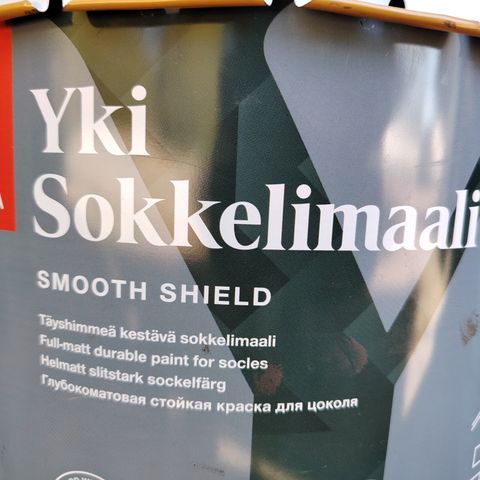 Yki
Sokkelimaali
SMOOTH SHIELD
Täyshimmeä kestävä sokkelimaali
Full-matt durable paint for socles
Helmatt slitstark sockelfärg
Глубокоматовая стойкая краска для цоколя